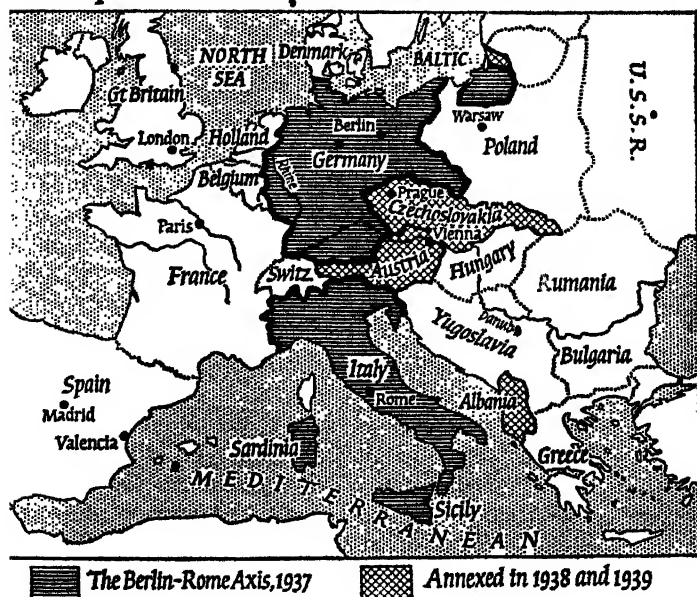 NORTH
SEA
Denmark
BALTIC
U.S.S.R.
Gt Britain
London
Holland
Berlin
Warsaw
Germany
Poland
Rhine
Belgium
Prague
Czechoslovakia
Paris
Vienna
France
Switz.
Austria
Hungary
Rumania
Danube
Yugoslavia
Bulgaria
Italy
Spain
Rome
Albania
Madrid
Valencia
Sardinia
Greece
MEDITERRANEAN
Sicily
The Berlin-Rome Axis, 1937
Annexed in 1938 and 1939